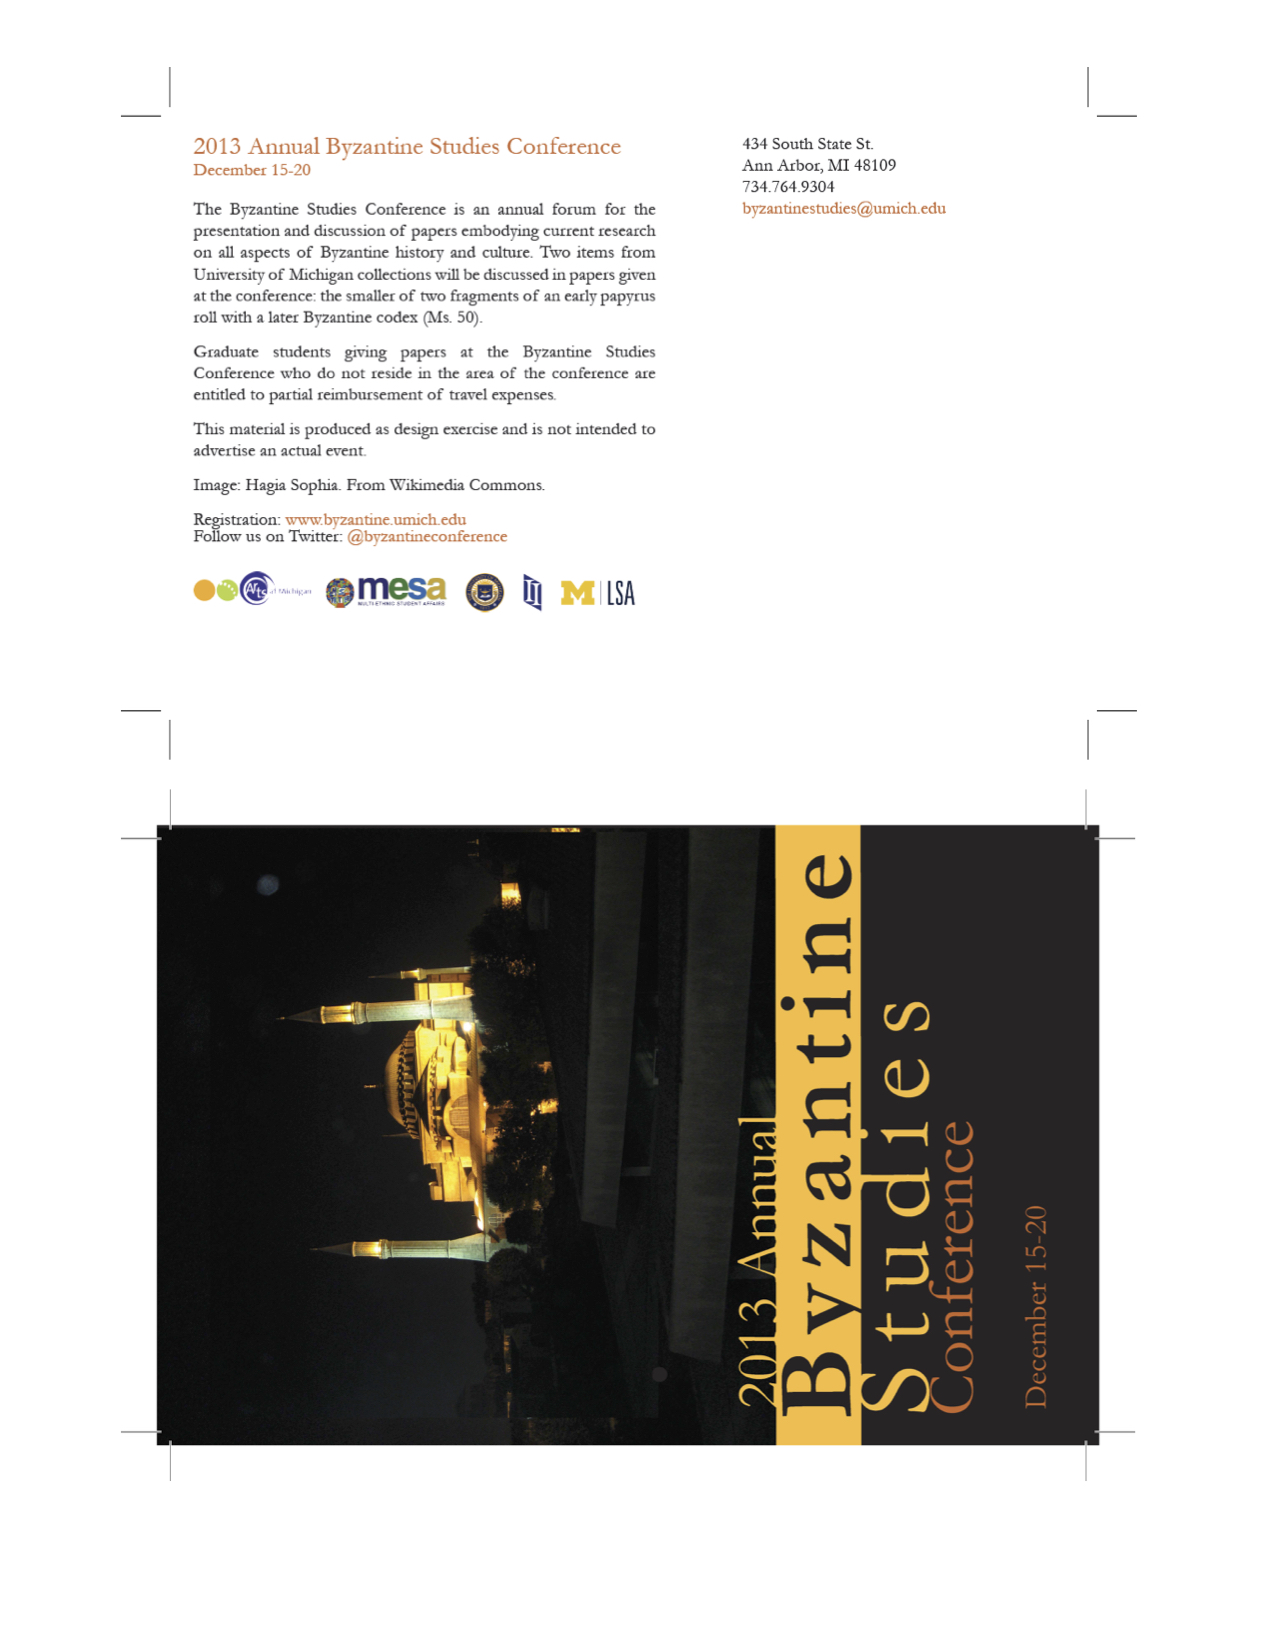 2013 Annual Byzantine Studies Conference
December 15-20
The Byzantine Studies Conference is an annual forum for the
presentation and discussion of papers embodying current research
on all aspects of Byzantine history and culture. Two items from
University of Michigan collections will be discussed in papers given
at the conference: the smaller of two fragments of an early papyrus
roll with a later Byzantine codex (Ms. 50).
Graduate students giving papers at the Byzantine Studies
Conference who do not reside in the area of the conference are
entitled to partial reimbursement of travel expenses.
This material is produced as design exercise and is not intended to
advertise an actual event.
Image: Hagia Sophia. From Wikimedia Commons.
Registration: www.byzantine.umich.edu
Follow us on Twitter: @byzantineconference
Arts at Michigan
mesa
MULTI ETHNIC STUDENT AFFAIRS
M LSA
434 South State St.
Ann Arbor, MI 48109
734.764.9304
byzantinestudies@umich.edu
2013 Annual
Byzantine
Studies
Conference
December 15-20